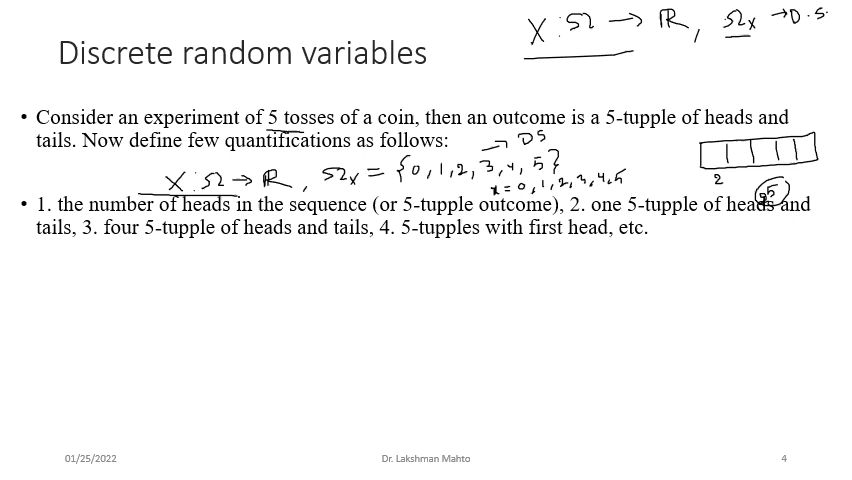 X : Ω → ℝ, Ωx → D.S.
Discrete random variables
• Consider an experiment of 5 tosses of a coin, then an outcome is a 5-tupple of heads and
tails. Now define few quantifications as follows:
→ DS
X : Ω → ℝ, Ωx = {0, 1, 2, 3, 4, 5}
x = 0, 1, 2, 3, 4, 5
2
• 1. the number of heads in the sequence (or 5-tupple outcome), 2. one 5-tupple of heads and
tails, 3. four 5-tupple of heads and tails, 4. 5-tupples with first head, etc.
01/25/2022
Dr. Lakshman Mahto
4